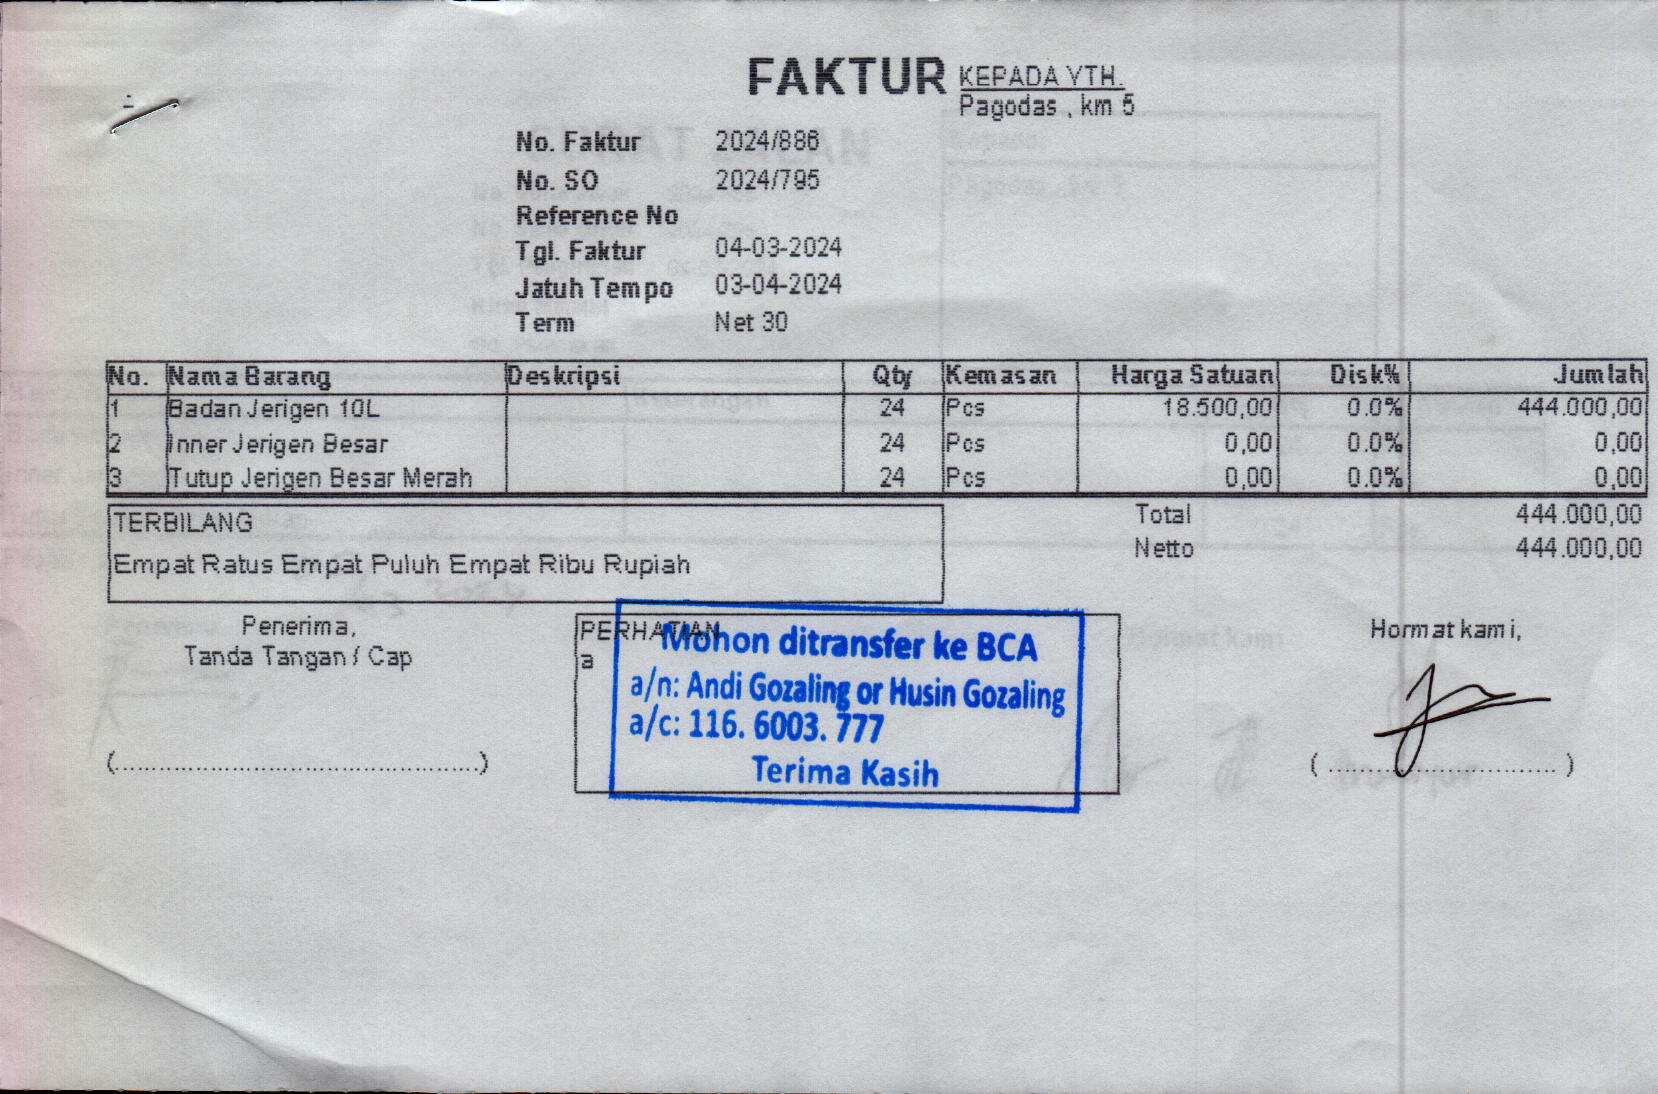 FAKTUR
KEPADA YTH.
Pagodas , km 5
No. Faktur 2024/886
No. SO 2024/795
Reference No
Tgl. Faktur 04-03-2024
Jatuh Tempo 03-04-2024
Term Net 30
No. Nama Barang Deskripsi Qty Kemasan Harga Satuan Disk% Jumlah
1 Badan Jerigen 10L 24 Pcs 18.500,00 0.0% 444.000,00
2 Inner Jerigen Besar 24 Pcs 0,00 0.0% 0,00
3 Tutup Jerigen Besar Merah 24 Pcs 0,00 0.0% 0,00
TERBILANG
Empat Ratus Empat Puluh Empat Ribu Rupiah
Total 444.000,00
Netto 444.000,00
Penerima,
Tanda Tangan / Cap
(................................................)
PERHATIAN
a
Mohon ditransfer ke BCA
a/n: Andi Gozaling or Husin Gozaling
a/c: 116. 6003. 777
Terima Kasih
Hormat kami,
( ................................ )